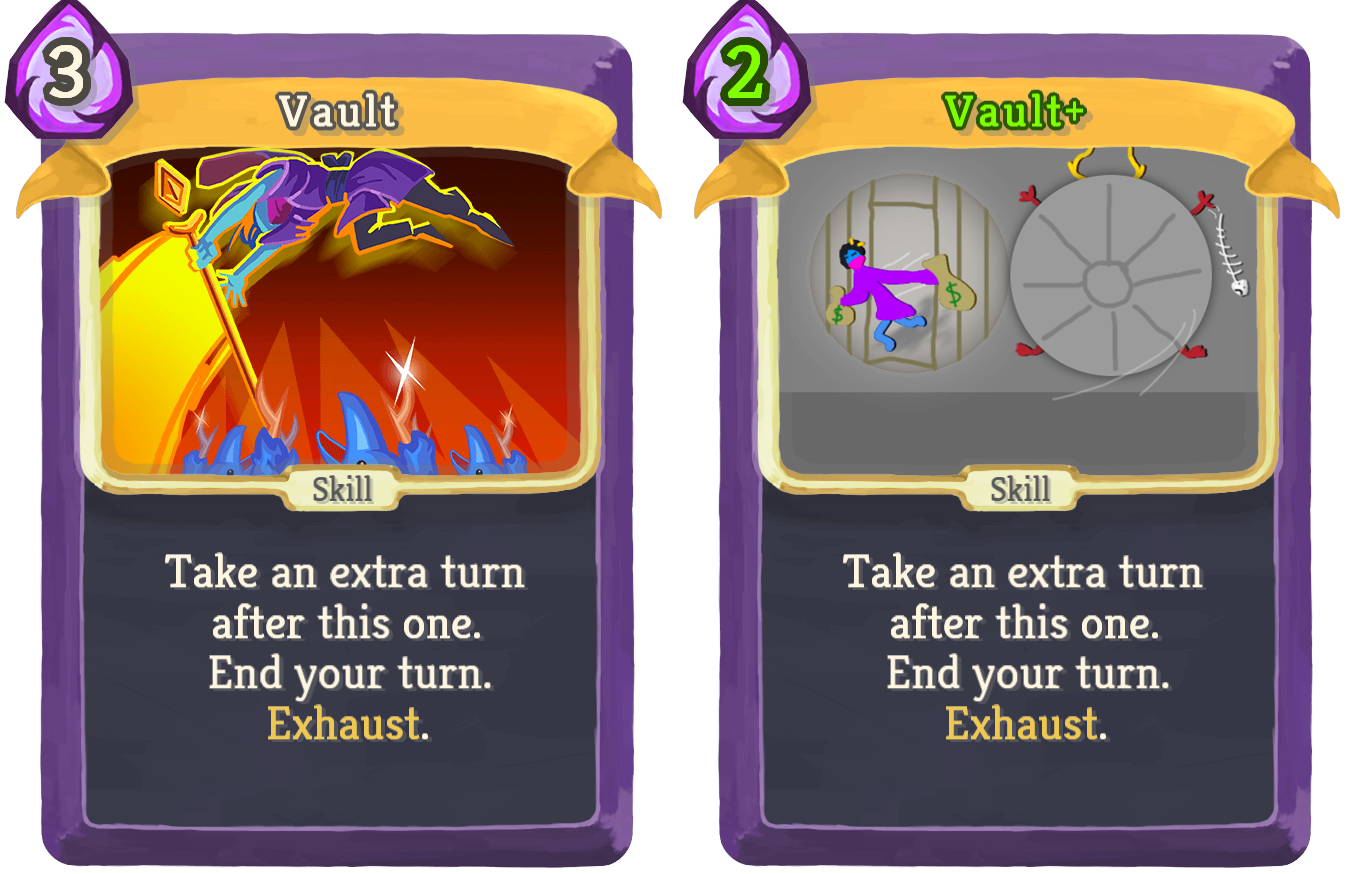 3
Vault
Skill
Take an extra turn
after this one.
End your turn.
Exhaust.
2
Vault+
$
$
Skill
Take an extra turn
after this one.
End your turn.
Exhaust.